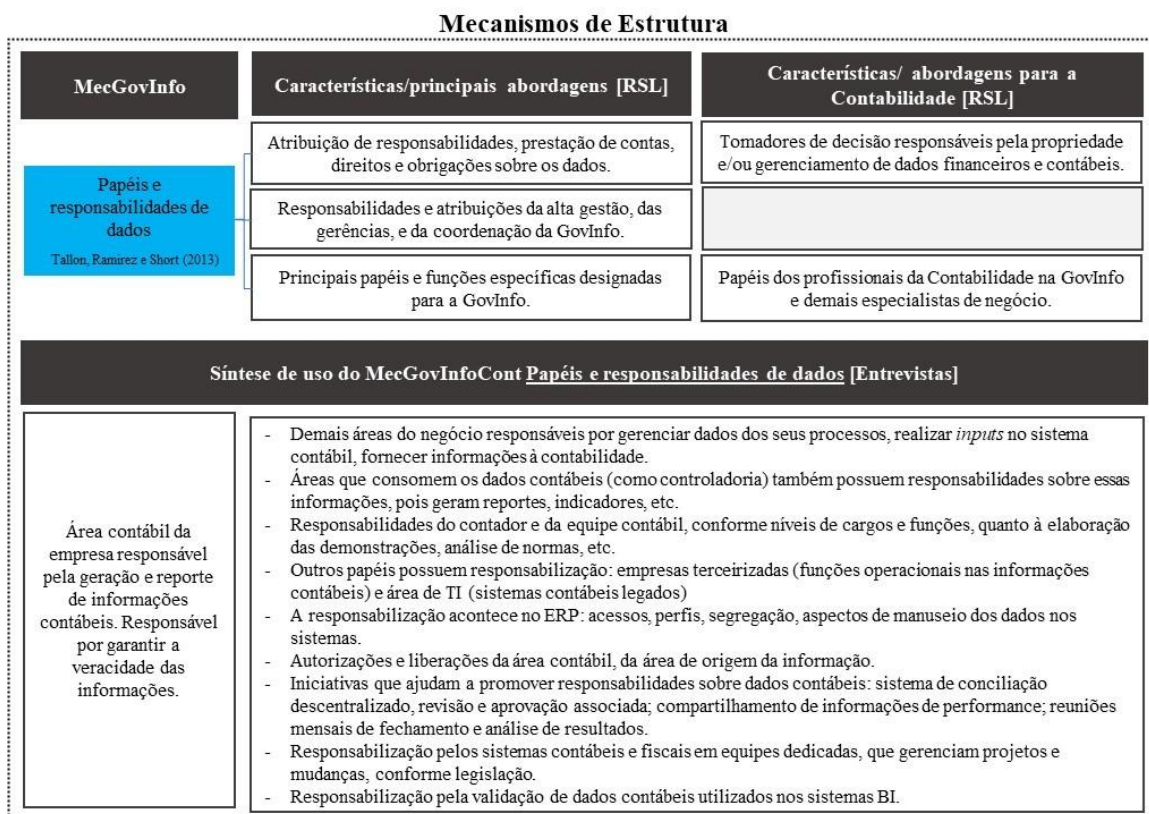 Mecanismos de Estrutura
MecGovInfo
Características/principais abordagens [RSL]
Características/ abordagens para a
Contabilidade [RSL]
Papéis e
responsabilidades de
dados
Tallon, Ramirez e Short (2013)
Atribuição de responsabilidades, prestação de contas,
direitos e obrigações sobre os dados.
Tomadores de decisão responsáveis pela propriedade
e/ou gerenciamento de dados financeiros e contábeis.
Responsabilidades e atribuições da alta gestão, das
gerências, e da coordenação da GovInfo.
Principais papéis e funções específicas designadas
para a GovInfo.
Papéis dos profissionais da Contabilidade na GovInfo
e demais especialistas de negócio.
Síntese de uso do MecGovInfoCont Papéis e responsabilidades de dados [Entrevistas]
Área contábil da
empresa responsável
pela geração e reporte
de informações
contábeis. Responsável
por garantir a
veracidade das
informações.
- Demais áreas do negócio responsáveis por gerenciar dados dos seus processos, realizar inputs no sistema
contábil, fornecer informações à contabilidade.
- Áreas que consomem os dados contábeis (como controladoria) também possuem responsabilidades sobre essas
informações, pois geram reportes, indicadores, etc.
- Responsabilidades do contador e da equipe contábil, conforme níveis de cargos e funções, quanto à elaboração
das demonstrações, análise de normas, etc.
- Outros papéis possuem responsabilização: empresas terceirizadas (funções operacionais nas informações
contábeis) e área de TI (sistemas contábeis legados)
- A responsabilização acontece no ERP: acessos, perfis, segregação, aspectos de manuseio dos dados nos
sistemas.
- Autorizações e liberações da área contábil, da área de origem da informação.
- Iniciativas que ajudam a promover responsabilidades sobre dados contábeis: sistema de conciliação
descentralizado, revisão e aprovação associada; compartilhamento de informações de performance; reuniões
mensais de fechamento e análise de resultados.
- Responsabilização pelos sistemas contábeis e fiscais em equipes dedicadas, que gerenciam projetos e
mudanças, conforme legislação.
- Responsabilização pela validação de dados contábeis utilizados nos sistemas BI.